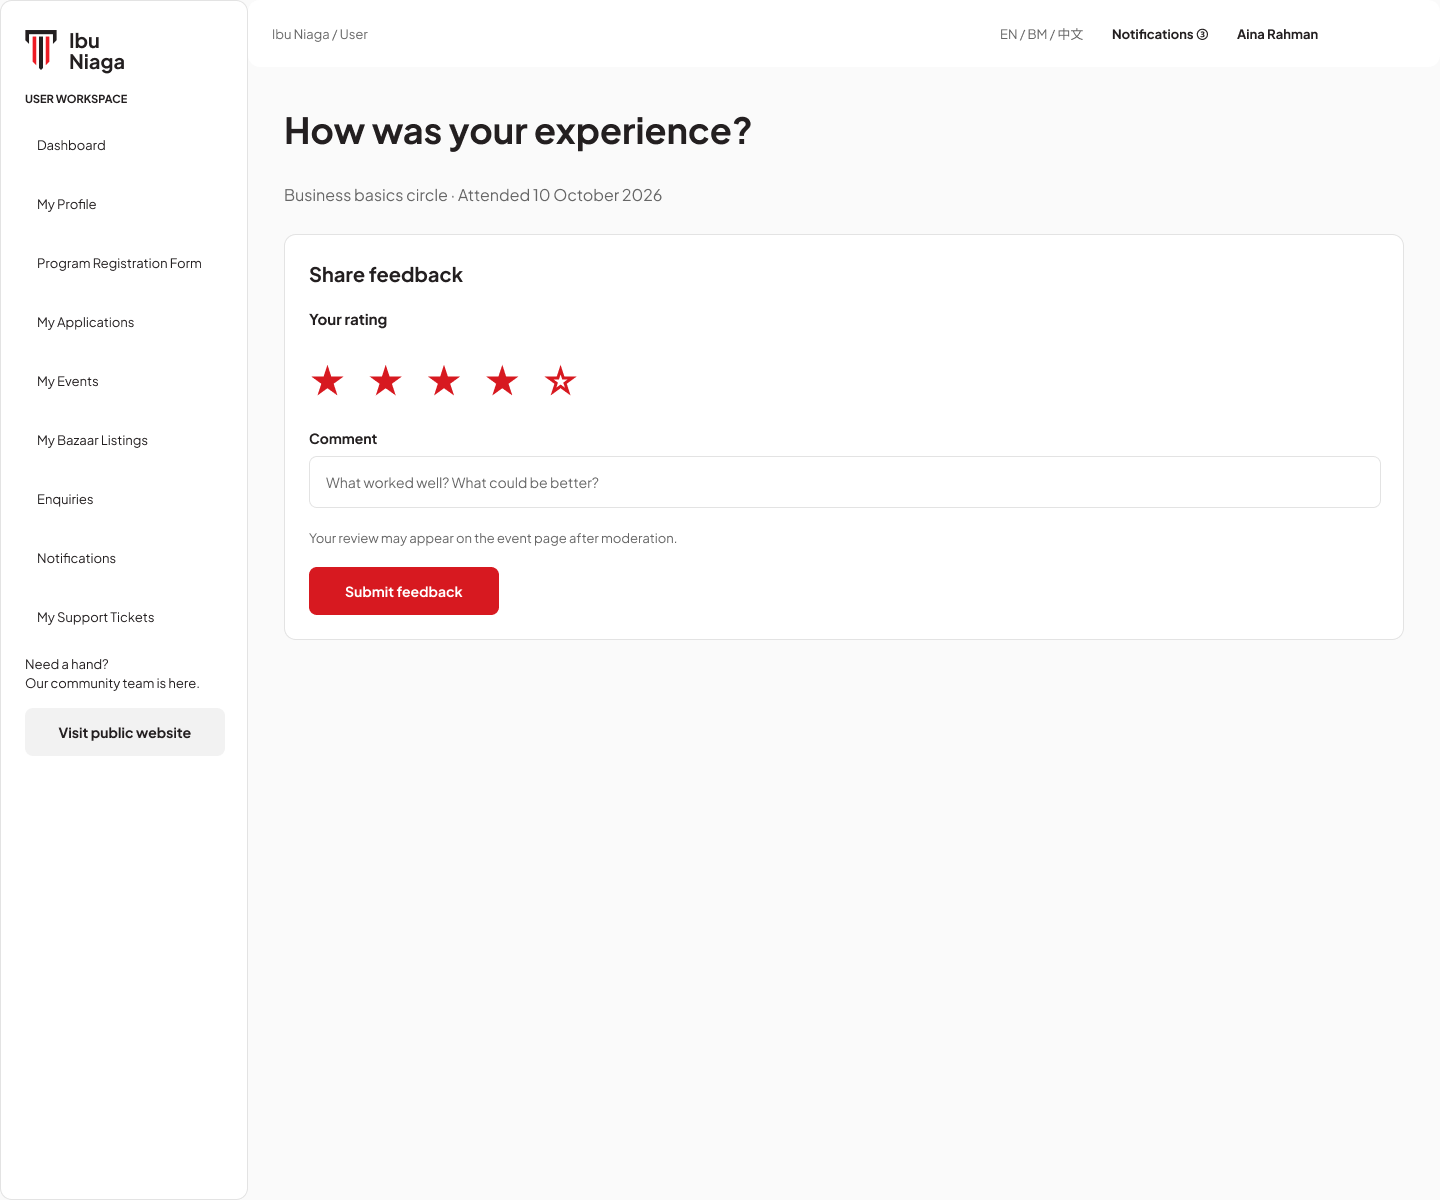 Ibu
Niaga
USER WORKSPACE
Dashboard
My Profile
Program Registration Form
My Applications
My Events
My Bazaar Listings
Enquiries
Notifications
My Support Tickets
Need a hand?
Our community team is here.
Visit public website
Ibu Niaga / User
EN / BM / 中文
Notifications ③
Aina Rahman
How was your experience?
Business basics circle · Attended 10 October 2026
Share feedback
Your rating
★ ★ ★ ★ ☆
Comment
What worked well? What could be better?
Your review may appear on the event page after moderation.
Submit feedback